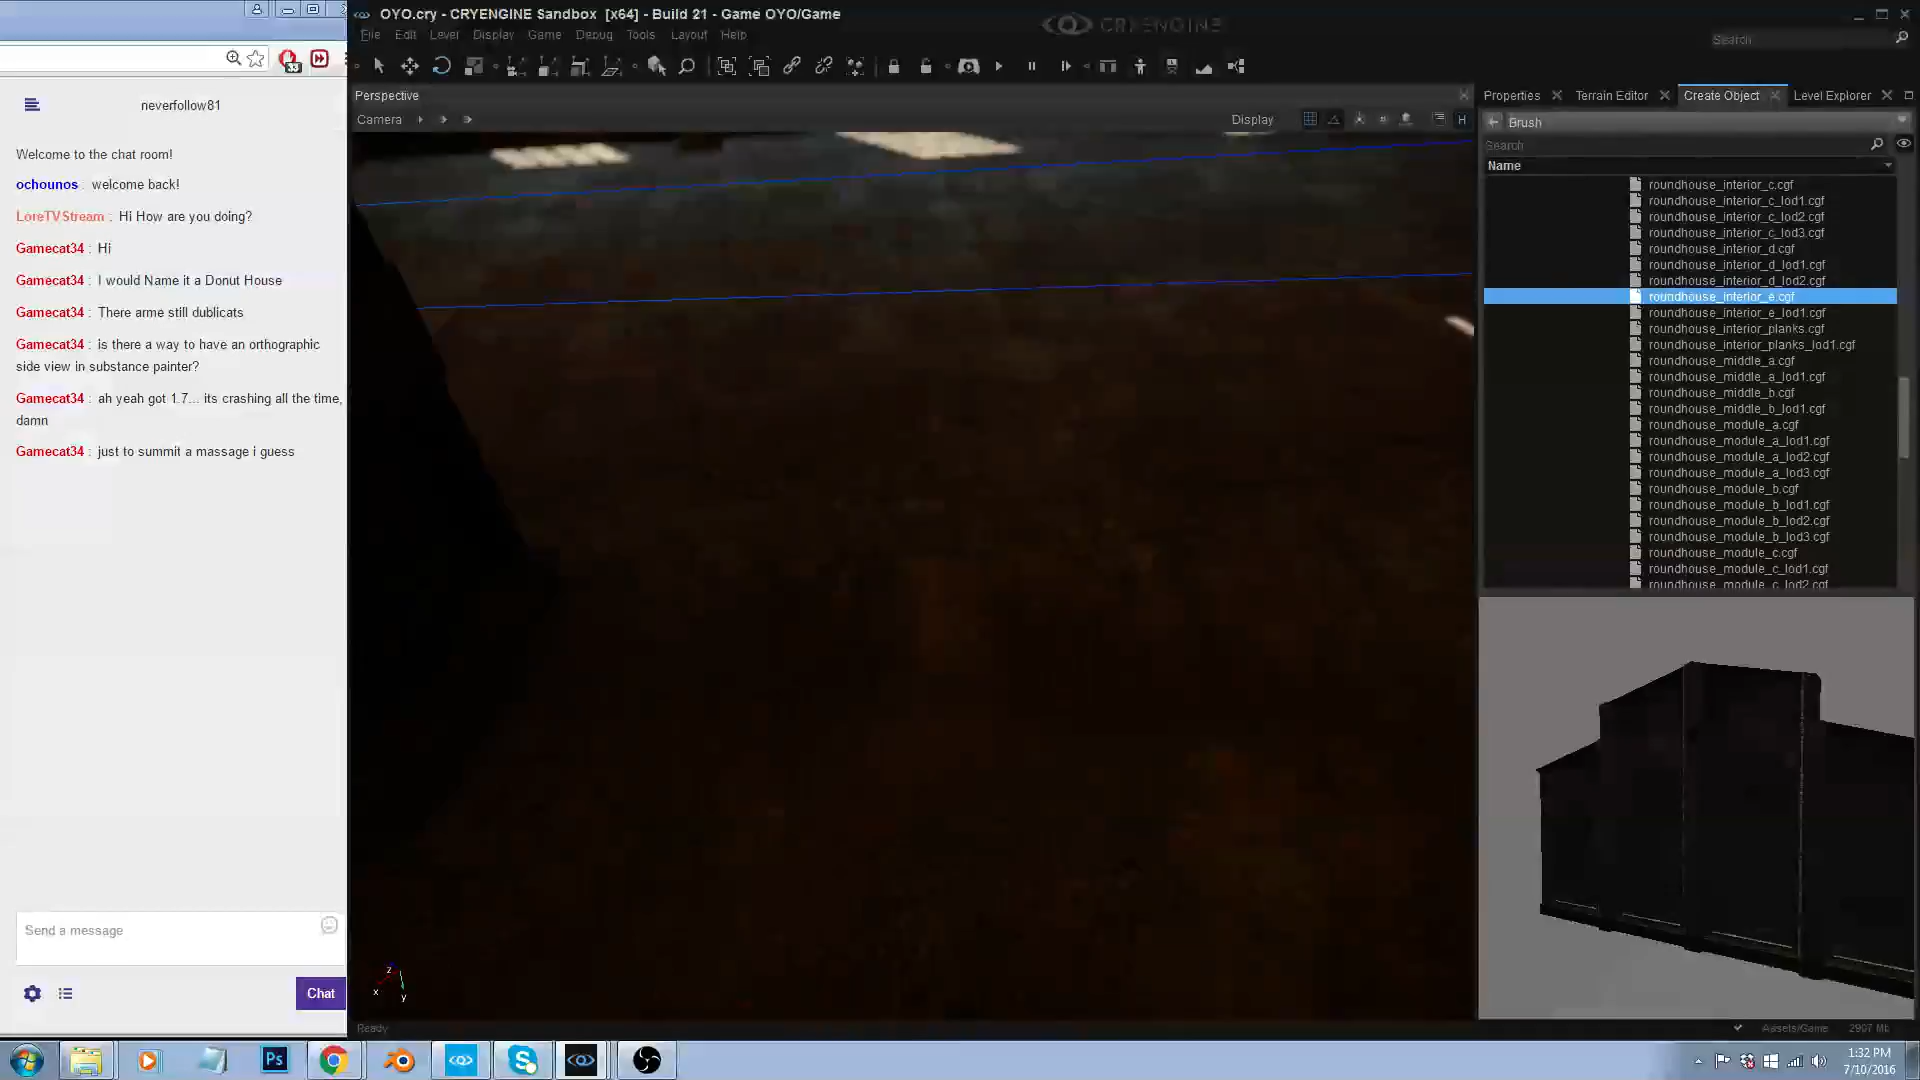 neverfollow81
Welcome to the chat room!
ochounos : welcome back!
LoreTVStream : Hi How are you doing?
Gamecat34 : Hi
Gamecat34 : I would Name it a Donut House
Gamecat34 : There arme still dublicats
Gamecat34 : is there a way to have an orthographic
side view in substance painter?
Gamecat34 : ah yeah got 1.7... its crashing all the time,
damn
Gamecat34 : just to summit a massage i guess
Send a message
Chat
OYO.cry - CRYENGINE Sandbox [x64] - Build 21 - Game OYO/Game
CRYENGINE
File Edit Level Display Game Debug Tools Layout Help
Search
Perspective
Camera
Display
H
Properties
Terrain Editor
Create Object
Level Explorer
Brush
Search
Name
roundhouse_interior_c.cgf
roundhouse_interior_c_lod1.cgf
roundhouse_interior_c_lod2.cgf
roundhouse_interior_c_lod3.cgf
roundhouse_interior_d.cgf
roundhouse_interior_d_lod1.cgf
roundhouse_interior_d_lod2.cgf
roundhouse_interior_e.cgf
roundhouse_interior_e_lod1.cgf
roundhouse_interior_planks.cgf
roundhouse_interior_planks_lod1.cgf
roundhouse_middle_a.cgf
roundhouse_middle_a_lod1.cgf
roundhouse_middle_b.cgf
roundhouse_middle_b_lod1.cgf
roundhouse_module_a.cgf
roundhouse_module_a_lod1.cgf
roundhouse_module_a_lod2.cgf
roundhouse_module_a_lod3.cgf
roundhouse_module_b.cgf
roundhouse_module_b_lod1.cgf
roundhouse_module_b_lod2.cgf
roundhouse_module_b_lod3.cgf
roundhouse_module_c.cgf
roundhouse_module_c_lod1.cgf
roundhouse_module_c_lod2.cgf
z
x
y
Ready
Assets/Game
Ps
1:32 PM
7/10/2016